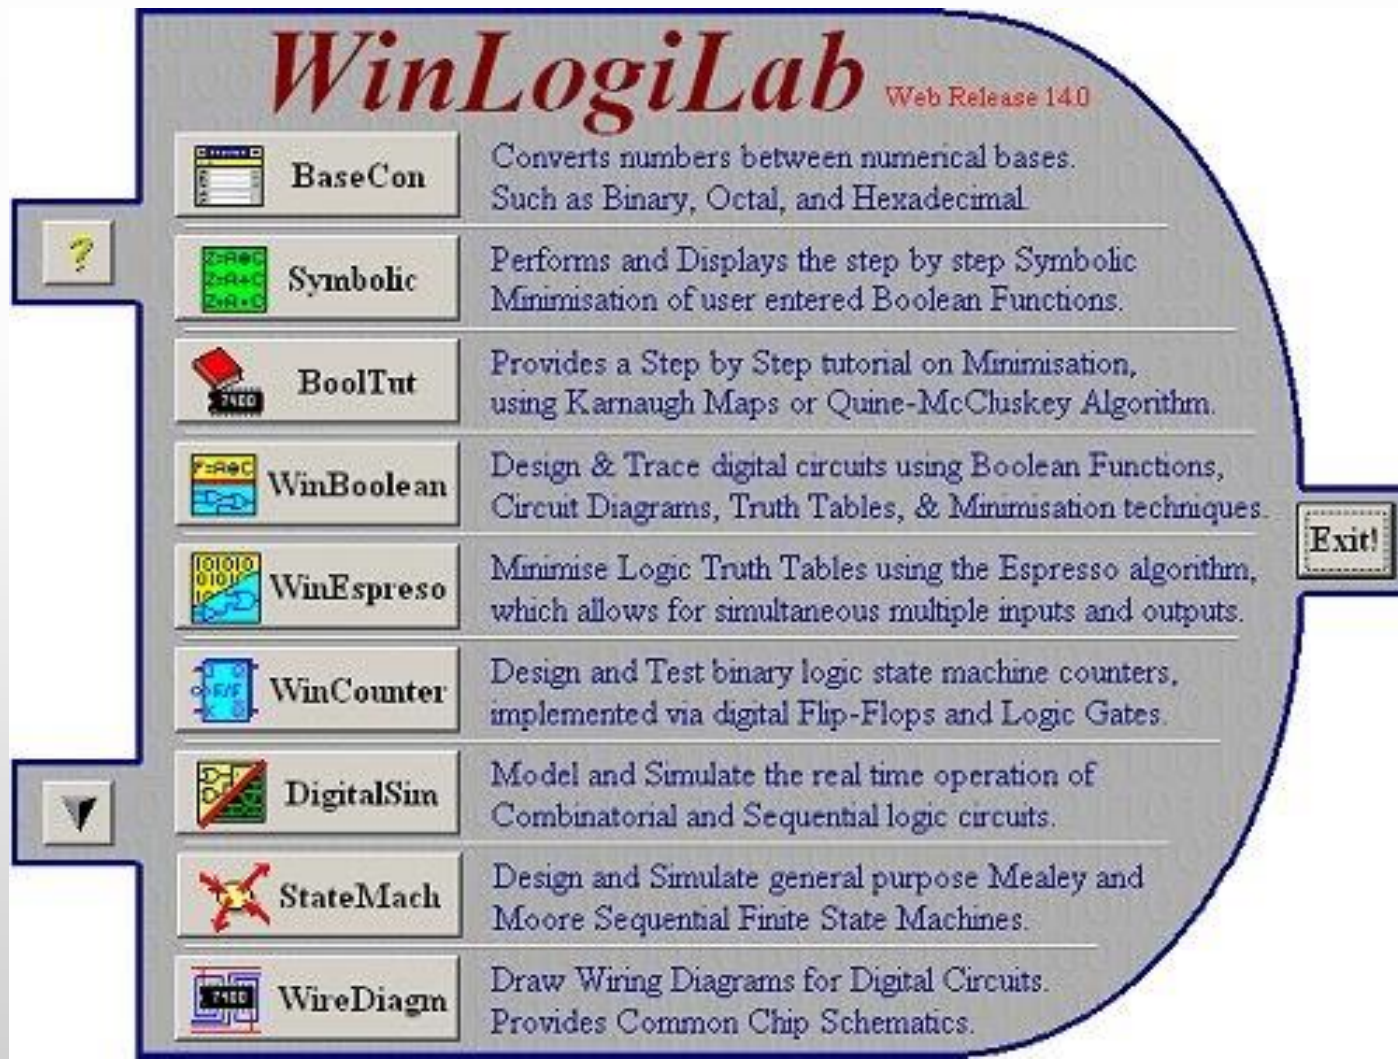 WinLogiLab Web Release 14.0
BaseCon
Converts numbers between numerical bases.
Such as Binary, Octal, and Hexadecimal.
?
Symbolic
Performs and Displays the step by step Symbolic
Minimisation of user entered Boolean Functions.
BoolTut
7400
Provides a Step by Step tutorial on Minimisation,
using Karnaugh Maps or Quine-McCluskey Algorithm.
WinBoolean
Design & Trace digital circuits using Boolean Functions,
Circuit Diagrams, Truth Tables, & Minimisation techniques.
Exit!
WinEspreso
Minimise Logic Truth Tables using the Espresso algorithm,
which allows for simultaneous multiple inputs and outputs.
WinCounter
Design and Test binary logic state machine counters,
implemented via digital Flip-Flops and Logic Gates.
DigitalSim
Model and Simulate the real time operation of
Combinatorial and Sequential logic circuits.
StateMach
Design and Simulate general purpose Mealey and
Moore Sequential Finite State Machines.
7400
WireDiagm
Draw Wiring Diagrams for Digital Circuits.
Provides Common Chip Schematics.